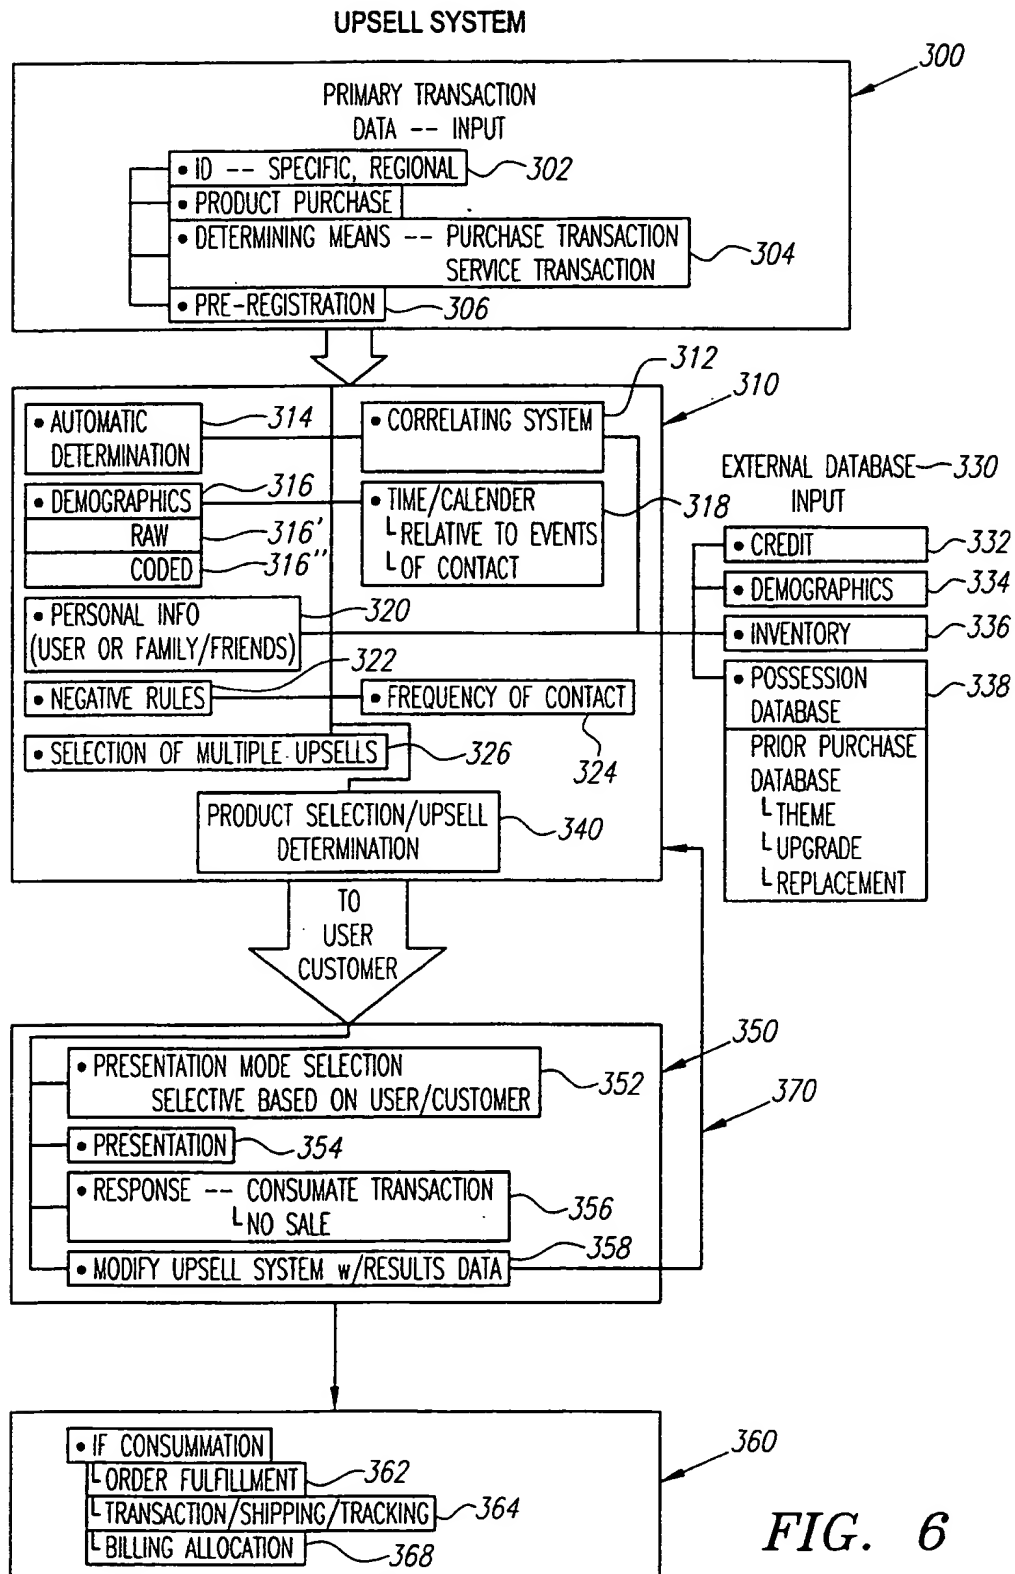 UPSELL SYSTEM
300
PRIMARY TRANSACTION
DATA -- INPUT
• ID -- SPECIFIC, REGIONAL
302
• PRODUCT PURCHASE
• DETERMINING MEANS -- PURCHASE TRANSACTION
SERVICE TRANSACTION
304
• PRE-REGISTRATION
306
312
310
• AUTOMATIC
DETERMINATION
314
• CORRELATING SYSTEM
• DEMOGRAPHICS
316
RAW
316'
CODED
316''
• TIME/CALENDER
└ RELATIVE TO EVENTS
└ OF CONTACT
318
• PERSONAL INFO
(USER OR FAMILY/FRIENDS)
320
• NEGATIVE RULES
322
• FREQUENCY OF CONTACT
324
• SELECTION OF MULTIPLE UPSELLS
326
PRODUCT SELECTION/UPSELL
DETERMINATION
340
EXTERNAL DATABASE
INPUT
330
• CREDIT
332
• DEMOGRAPHICS
334
• INVENTORY
336
• POSSESSION
DATABASE
338
PRIOR PURCHASE
DATABASE
└ THEME
└ UPGRADE
└ REPLACEMENT
TO
USER
CUSTOMER
350
370
• PRESENTATION MODE SELECTION
SELECTIVE BASED ON USER/CUSTOMER
352
• PRESENTATION
354
• RESPONSE -- CONSUMATE TRANSACTION
└ NO SALE
356
• MODIFY UPSELL SYSTEM w/RESULTS DATA
358
360
• IF CONSUMMATION
└ ORDER FULFILLMENT
362
└ TRANSACTION/SHIPPING/TRACKING
364
└ BILLING ALLOCATION
368
FIG. 6